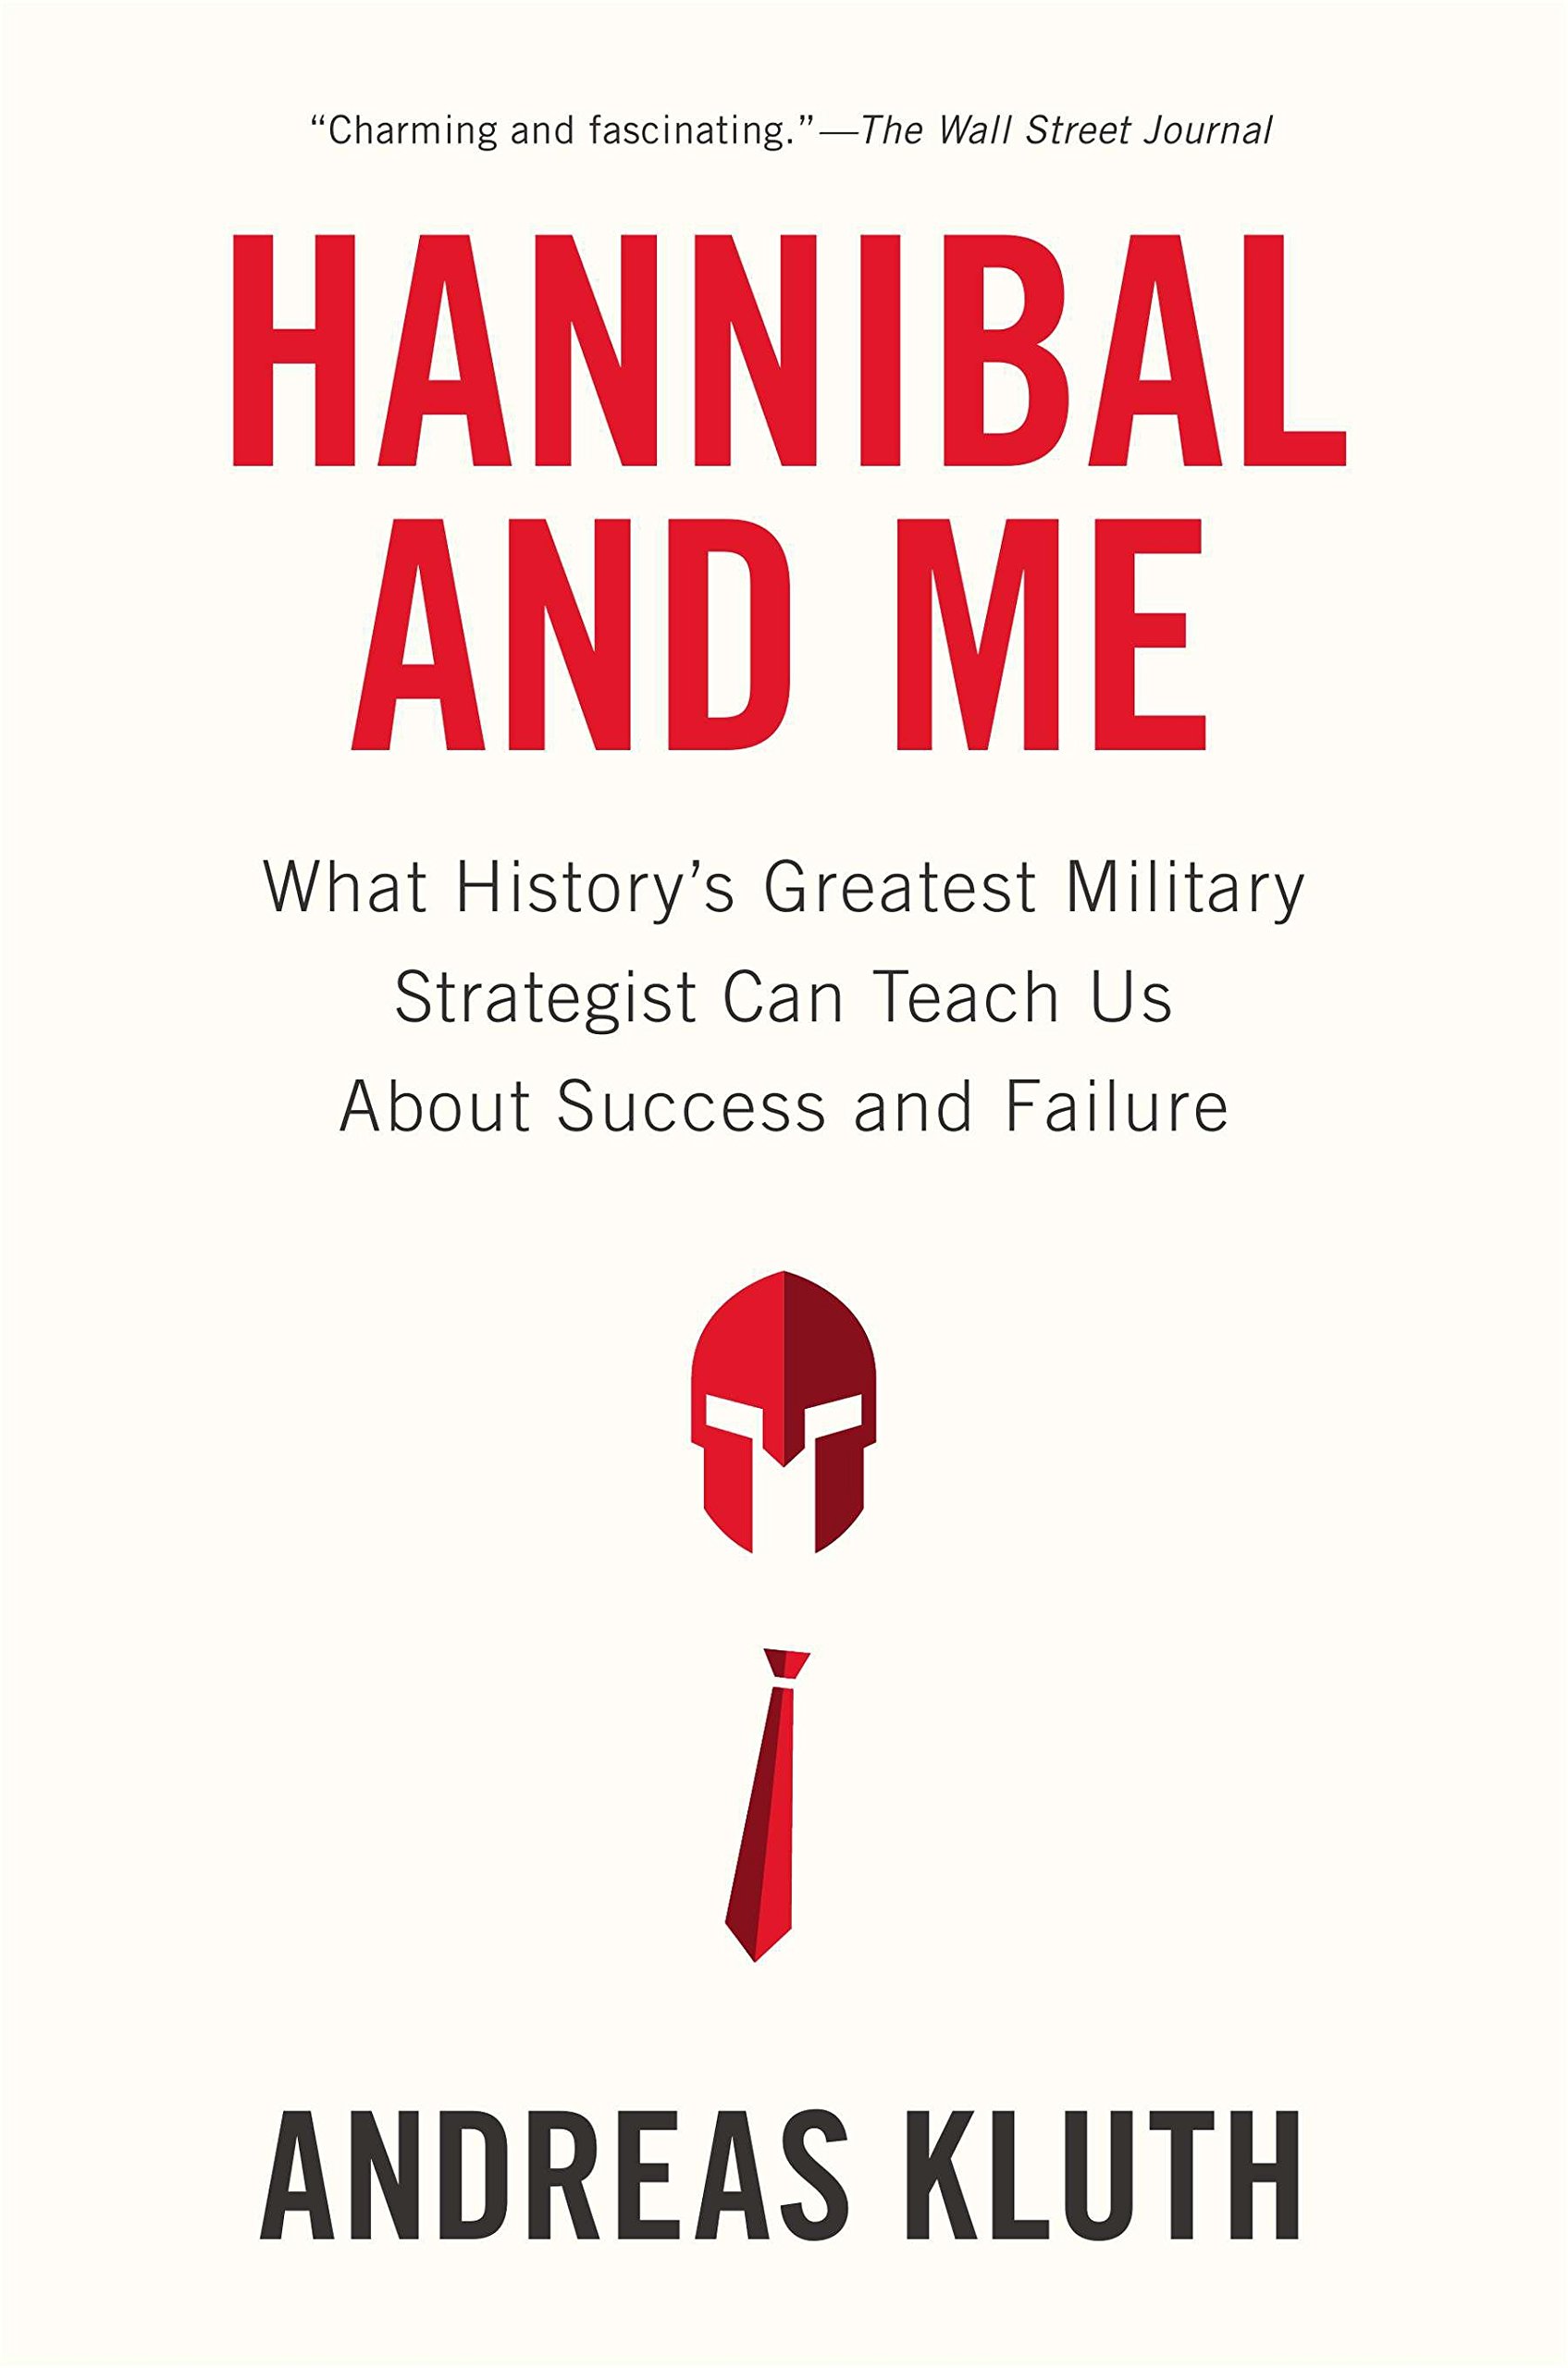 “Charming and fascinating.”—The Wall Street Journal
HANNIBAL
AND ME
What History’s Greatest Military
Strategist Can Teach Us
About Success and Failure
ANDREAS KLUTH